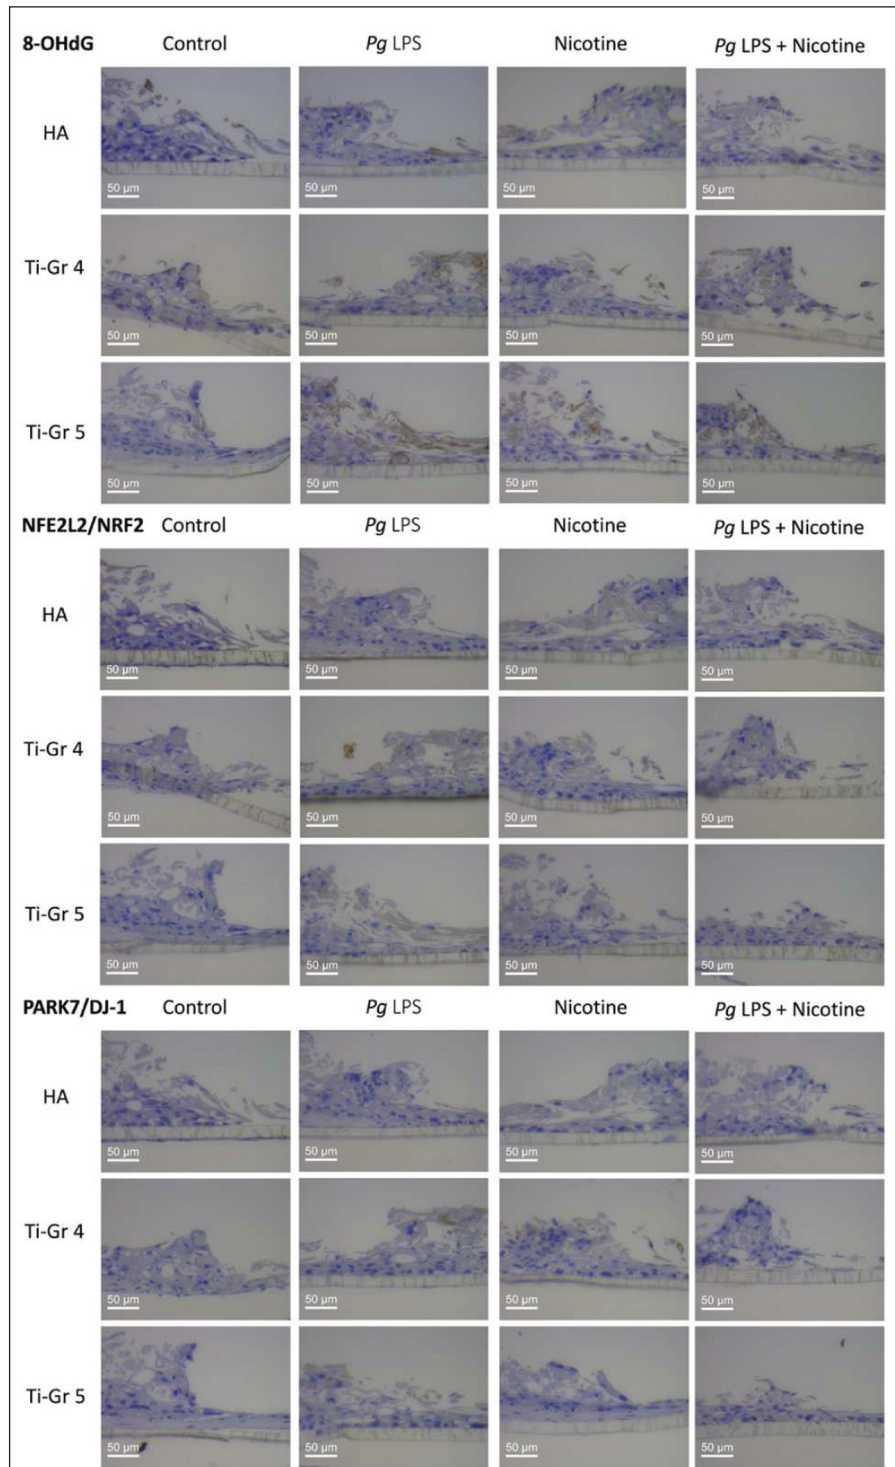 8-OHdG Control Pg LPS Nicotine Pg LPS + Nicotine
HA
50 µm 50 µm 50 µm 50 µm
Ti-Gr 4
50 µm 50 µm 50 µm 50 µm
Ti-Gr 5
50 µm 50 µm 50 µm 50 µm
NFE2L2/NRF2 Control Pg LPS Nicotine Pg LPS + Nicotine
HA
50 µm 50 µm 50 µm 50 µm
Ti-Gr 4
50 µm 50 µm 50 µm 50 µm
Ti-Gr 5
50 µm 50 µm 50 µm 50 µm
PARK7/DJ-1 Control Pg LPS Nicotine Pg LPS + Nicotine
HA
50 µm 50 µm 50 µm 50 µm
Ti-Gr 4
50 µm 50 µm 50 µm 50 µm
Ti-Gr 5
50 µm 50 µm 50 µm 50 µm